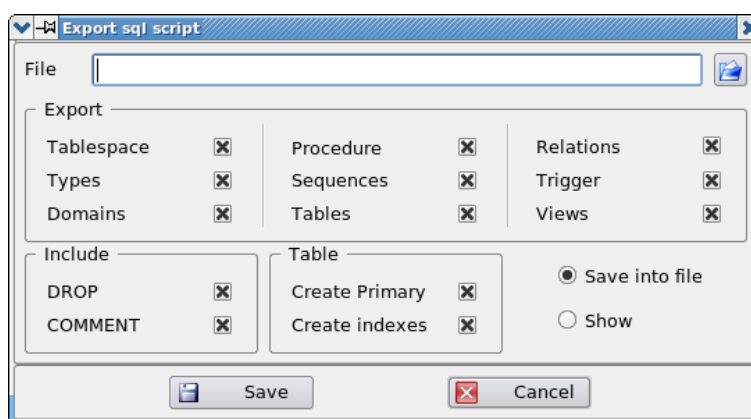 Export sql script
File
Export
Tablespace Procedure Relations
Types Sequences Trigger
Domains Tables Views
Include Table
DROP Create Primary Save into file
COMMENT Create indexes Show
Save Cancel